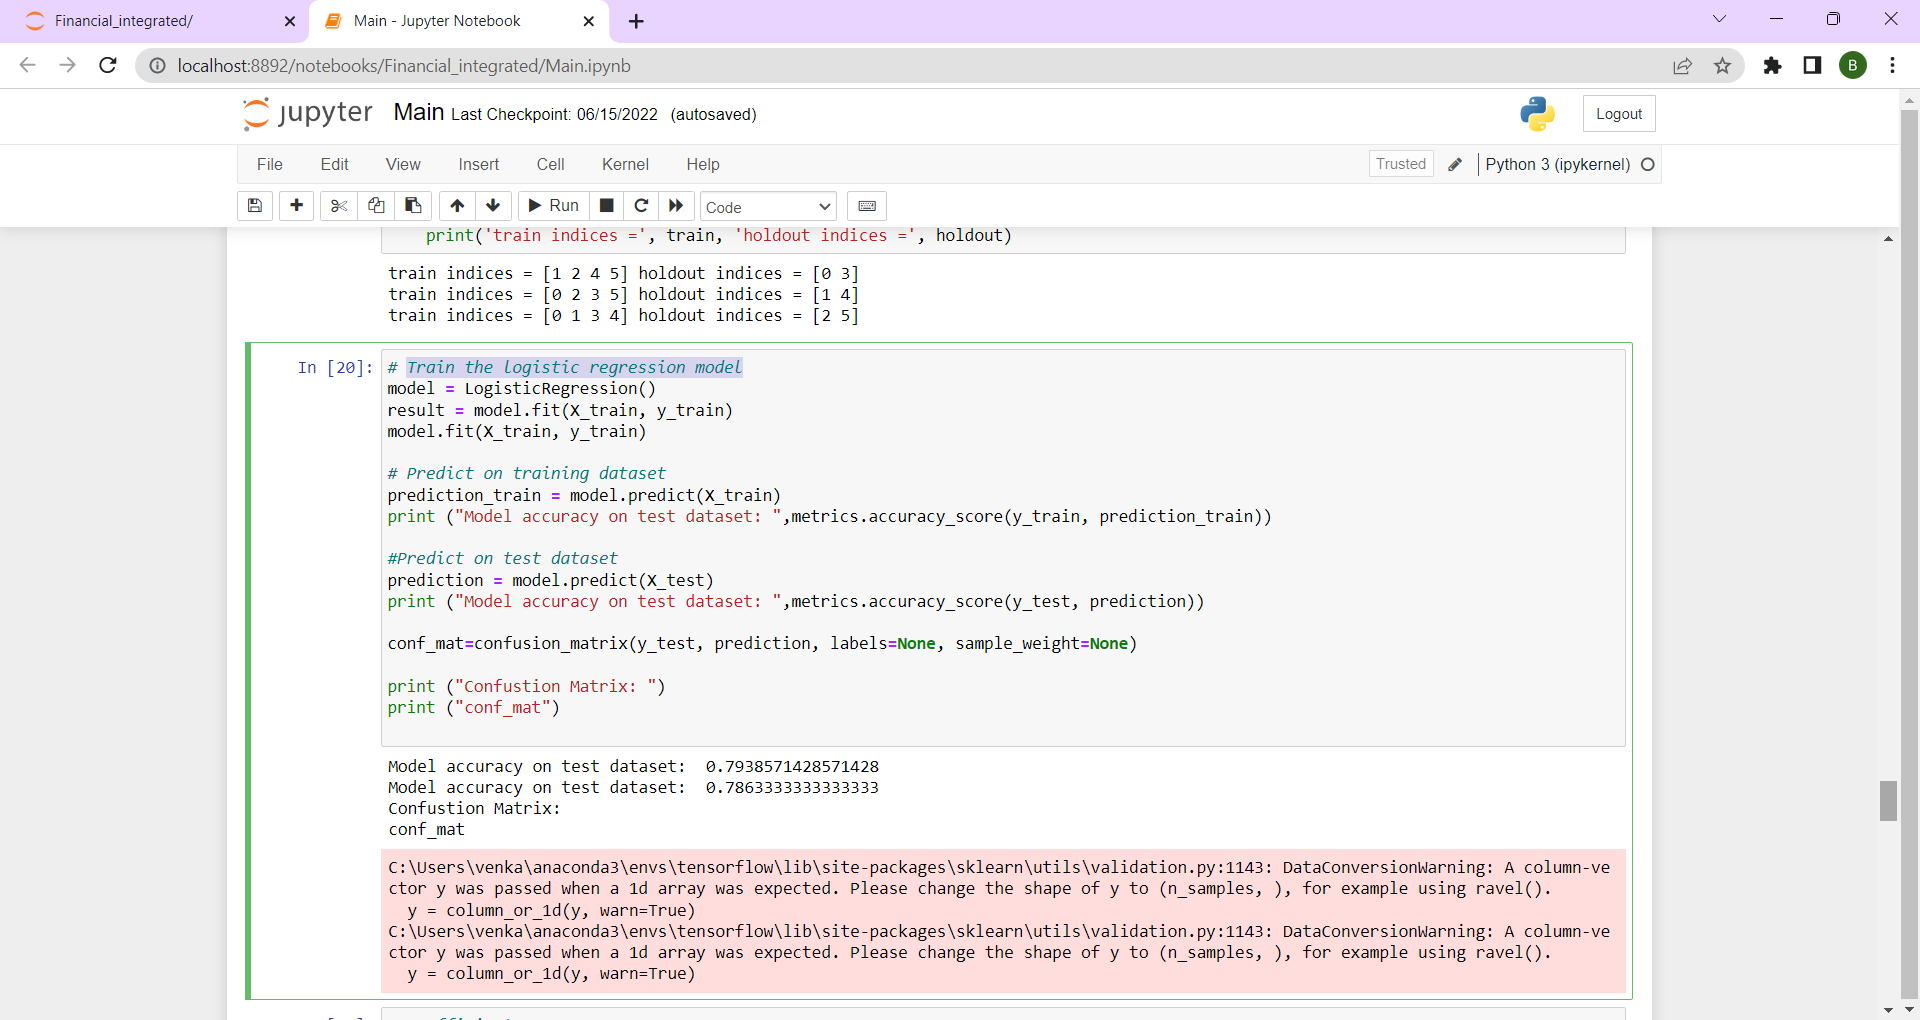 Financial_integrated/
Main - Jupyter Notebook
localhost:8892/notebooks/Financial_integrated/Main.ipynb
B
jupyter Main Last Checkpoint: 06/15/2022 (autosaved)
Logout
File Edit View Insert Cell Kernel Help
Trusted Python 3 (ipykernel)
Run Code
print('train indices =', train, 'holdout indices =', holdout)
train indices = [1 2 4 5] holdout indices = [0 3]
train indices = [0 2 3 5] holdout indices = [1 4]
train indices = [0 1 3 4] holdout indices = [2 5]
In [20]: # Train the logistic regression model
model = LogisticRegression()
result = model.fit(X_train, y_train)
model.fit(X_train, y_train)
# Predict on training dataset
prediction_train = model.predict(X_train)
print ("Model accuracy on test dataset: ",metrics.accuracy_score(y_train, prediction_train))
#Predict on test dataset
prediction = model.predict(X_test)
print ("Model accuracy on test dataset: ",metrics.accuracy_score(y_test, prediction))
conf_mat=confusion_matrix(y_test, prediction, labels=None, sample_weight=None)
print ("Confustion Matrix: ")
print ("conf_mat")
Model accuracy on test dataset:  0.7938571428571428
Model accuracy on test dataset:  0.7863333333333333
Confustion Matrix:
conf_mat
C:\Users\venka\anaconda3\envs\tensorflow\lib\site-packages\sklearn\utils\validation.py:1143: DataConversionWarning: A column-ve
ctor y was passed when a 1d array was expected. Please change the shape of y to (n_samples, ), for example using ravel().
y = column_or_1d(y, warn=True)
C:\Users\venka\anaconda3\envs\tensorflow\lib\site-packages\sklearn\utils\validation.py:1143: DataConversionWarning: A column-ve
ctor y was passed when a 1d array was expected. Please change the shape of y to (n_samples, ), for example using ravel().
y = column_or_1d(y, warn=True)